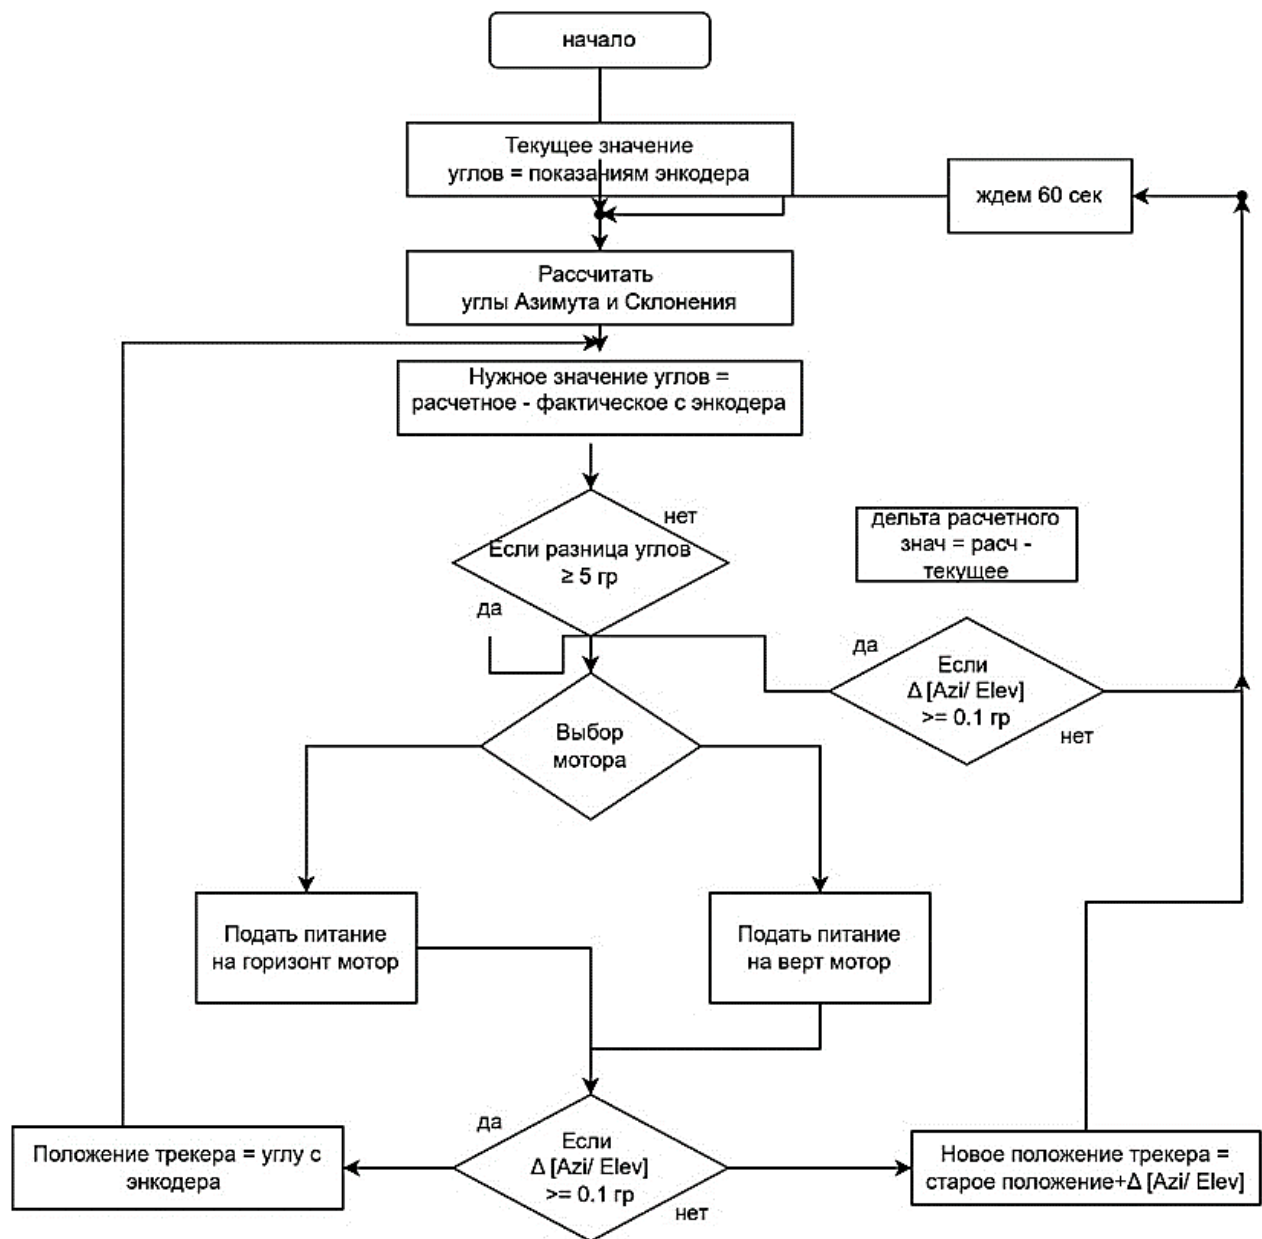 начало
Текущее значение
углов = показаниям энкодера
ждем 60 сек
Рассчитать
углы Азимута и Склонения
Нужное значение углов =
расчетное - фактическое с энкодера
нет
Если разница углов
≥ 5 гр
да
дельта расчетного
знач = расч -
текущее
да
Если
Δ [Azi/ Elev]
>= 0.1 гр
нет
Выбор
мотора
Подать питание
на горизонт мотор
Подать питание
на верт мотор
да
Если
Δ [Azi/ Elev]
>= 0.1 гр
нет
Положение трекера = углу с
энкодера
Новое положение трекера =
старое положение+Δ [Azi/ Elev]